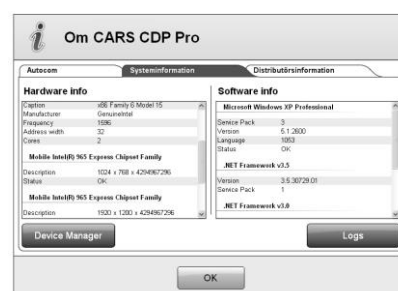 Om CARS CDP Pro
Autocom
Systeminformation
Distributörsinformation
Hardware info
Caption x86 Family 6 Model 15
Manufacturer GenuineIntel
Frequency 1596
Address width 32
Cores 2
Mobile Intel(R) 965 Express Chipset Family
Description 1024 x 768 x 4294967296
Status OK
Mobile Intel(R) 965 Express Chipset Family
Description 1920 x 1200 x 4294967296
Software info
Microsoft Windows XP Professional
Service Pack 3
Version 5.1.2600
Language 1053
Status OK
.NET Framework v3.5
Version 3.5.30729.01
Service Pack 1
.NET Framework v3.0
Device Manager
Logs
OK